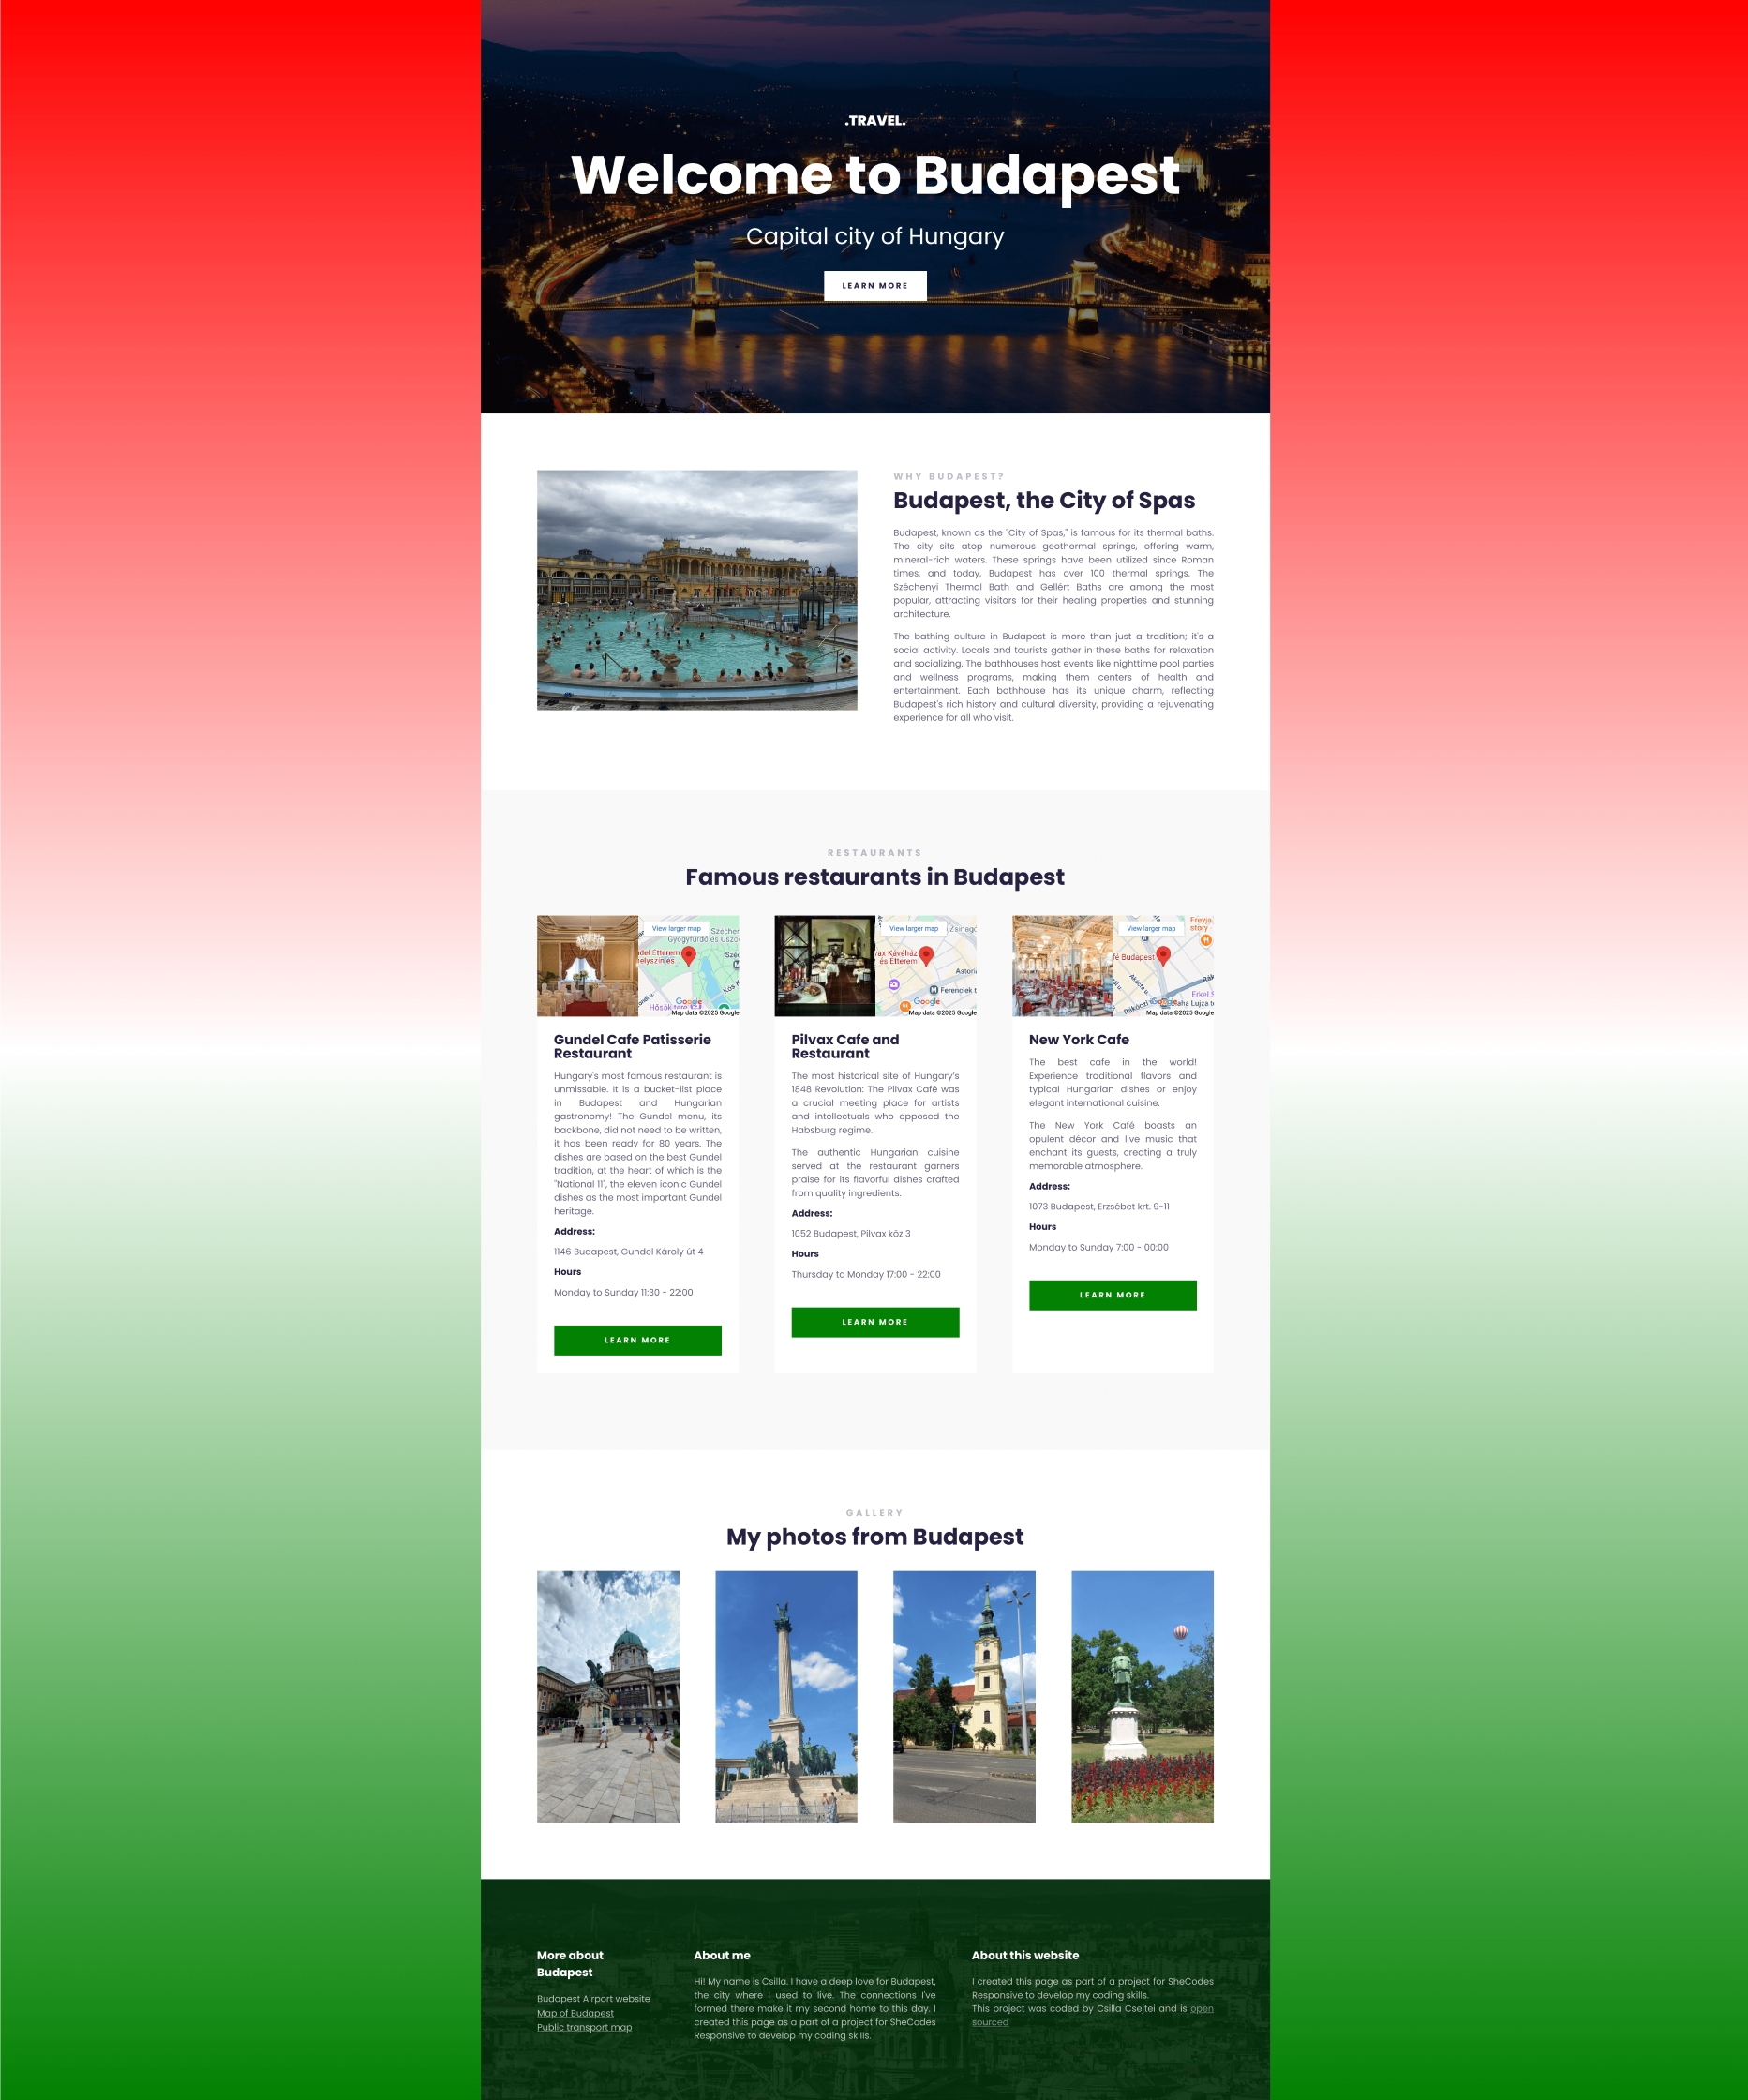 .TRAVEL.
Welcome to Budapest
Capital city of Hungary
LEARN MORE
WHY BUDAPEST?
Budapest, the City of Spas
Budapest, known as the "City of Spas," is famous for its thermal baths.
The city sits atop numerous geothermal springs, offering warm,
mineral-rich waters. These springs have been utilized since Roman
times, and today, Budapest has over 100 thermal springs. The
Széchenyi Thermal Bath and Gellért Baths are among the most
popular, attracting visitors for their healing properties and stunning
architecture.
The bathing culture in Budapest is more than just a tradition; it's a
social activity. Locals and tourists gather in these baths for relaxation
and socializing. The bathhouses host events like nighttime pool parties
and wellness programs, making them centers of health and
entertainment. Each bathhouse has its unique charm, reflecting
Budapest's rich history and cultural diversity, providing a rejuvenating
experience for all who visit.
RESTAURANTS
Famous restaurants in Budapest
View larger map
Gyógyfürdő és Uszo
Google
Map data ©2025 Google
Gundel Cafe Patisserie
Restaurant
Hungary's most famous restaurant is
unmissable. It is a bucket-list place
in Budapest and Hungarian
gastronomy! The Gundel menu, its
backbone, did not need to be written,
it has been ready for 80 years. The
dishes are based on the best Gundel
tradition, at the heart of which is the
"National 11", the eleven iconic Gundel
dishes as the most important Gundel
heritage.
Address:
1146 Budapest, Gundel Károly út 4
Hours
Monday to Sunday 11:30 - 22:00
LEARN MORE
View larger map
vax Kávéház
és Étterem
Astori
Ferenciek t
Google
Map data ©2025 Google
Pilvax Cafe and
Restaurant
The most historical site of Hungary's
1848 Revolution: The Pilvax Café was
a crucial meeting place for artists
and intellectuals who opposed the
Habsburg regime.
The authentic Hungarian cuisine
served at the restaurant garners
praise for its flavorful dishes crafted
from quality ingredients.
Address:
1052 Budapest, Pilvax köz 3
Hours
Thursday to Monday 17:00 - 22:00
LEARN MORE
View larger map
Freyja
story
fé Budapest
Akácfa u.
Rákóczi
Erkel S
Google
aha Lujza té
Map data ©2025 Google
New York Cafe
The best cafe in the world!
Experience traditional flavors and
typical Hungarian dishes or enjoy
elegant international cuisine.
The New York Café boasts an
opulent décor and live music that
enchant its guests, creating a truly
memorable atmosphere.
Address:
1073 Budapest, Erzsébet krt. 9-11
Hours
Monday to Sunday 7:00 - 00:00
LEARN MORE
GALLERY
My photos from Budapest
More about
Budapest
Budapest Airport website
Map of Budapest
Public transport map
About me
Hi! My name is Csilla. I have a deep love for Budapest,
the city where I used to live. The connections I've
formed there make it my second home to this day. I
created this page as a part of a project for SheCodes
Responsive to develop my coding skills.
About this website
I created this page as part of a project for SheCodes
Responsive to develop my coding skills.
This project was coded by Csilla Csejtei and is open
sourced